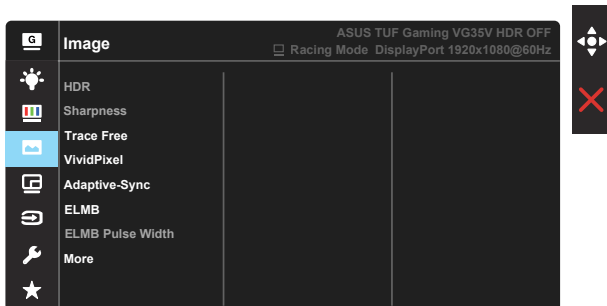 G
Image
ASUS TUF Gaming VG35V HDR OFF
Racing Mode DisplayPort 1920x1080@60Hz
HDR
Sharpness
Trace Free
VividPixel
Adaptive-Sync
ELMB
ELMB Pulse Width
More